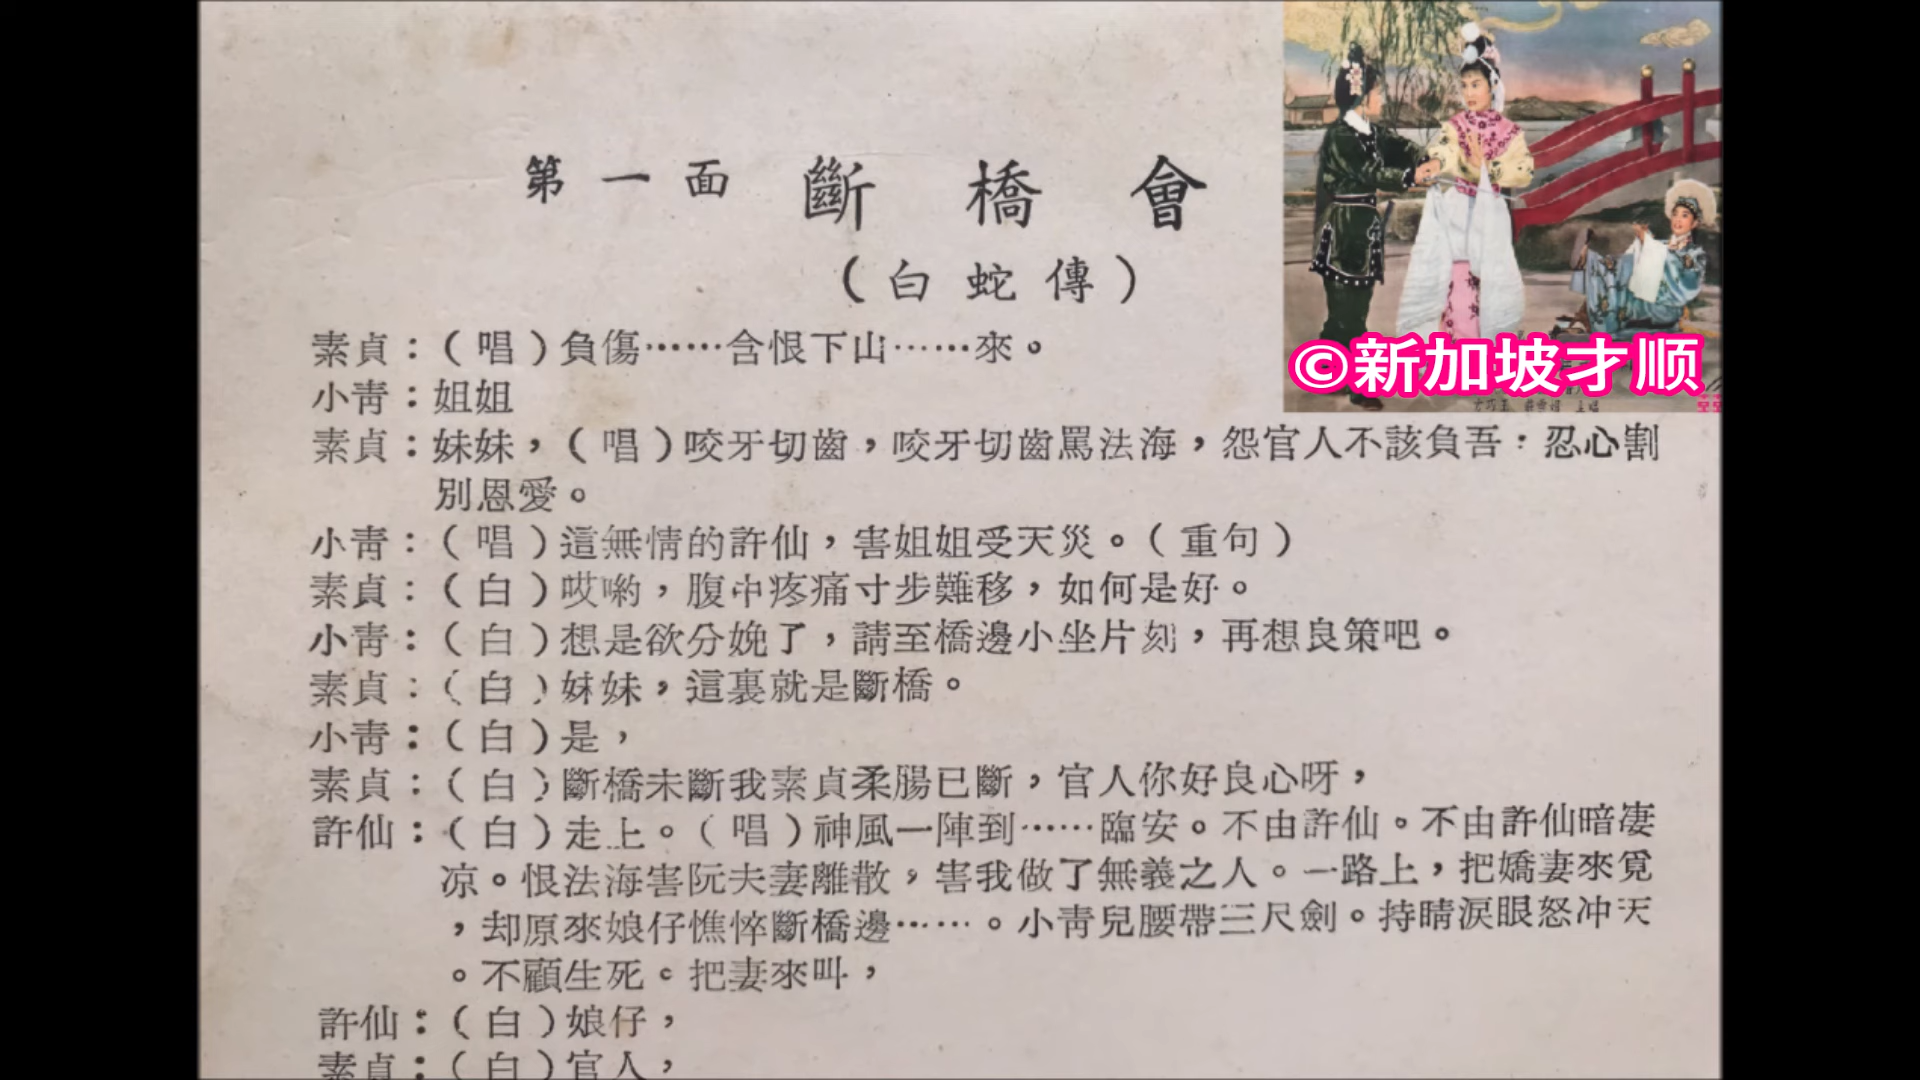 第一面 斷橋會
（白蛇傳）
©新加坡才顺
素貞：（唱）負傷……含恨下山……來。
小靑：姐姐
素貞：妹妹，（唱）咬牙切齒，咬牙切齒罵法海，怨官人不該負吾：忍心割
別恩愛。
小靑：（唱）這無情的許仙，害姐姐受天災。（重句）
素貞：（白）哎喲，腹中疼痛寸步難移，如何是好。
小靑：（白）想是欲分娩了，請至橋邊小坐片刻，再想良策吧。
素貞：（白）妹妹，這裏就是斷橋。
小靑：（白）是，
素貞：（白）斷橋未斷我素貞柔腸已斷，官人你好良心呀，
許仙：（白）走上。（唱）神風一陣到……臨安。不由許仙。不由許仙暗凄
凉。恨法海害阮夫妻離散，害我做了無義之人。一路上，把嬌妻來覓
，却原來娘仔憔悴斷橋邊……。小靑兒腰帶三尺劍。持睛淚眼怒冲天
。不顧生死。把妻來叫，
許仙：（白）娘仔，
素貞：（白）官人，